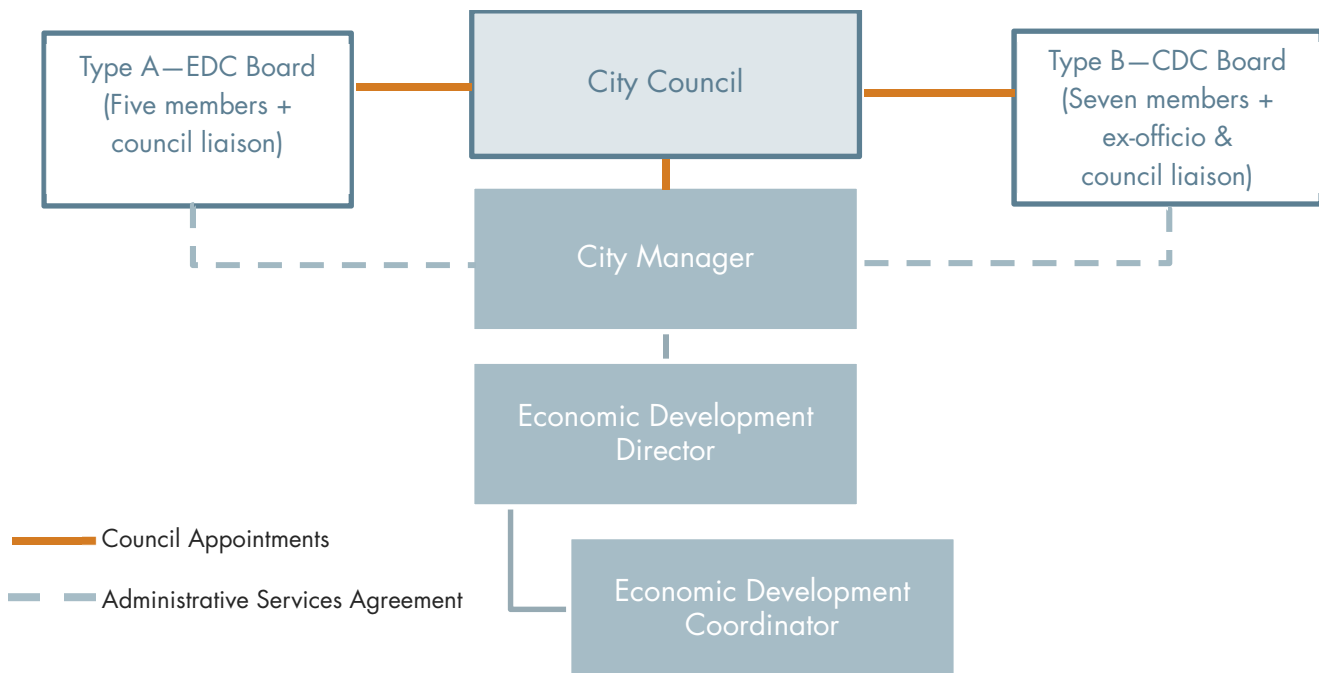 Type A—EDC Board
(Five members +
council liaison)
City Council
Type B—CDC Board
(Seven members +
ex-officio &
council liaison)
City Manager
Economic Development
Director
Council Appointments
Administrative Services Agreement
Economic Development
Coordinator